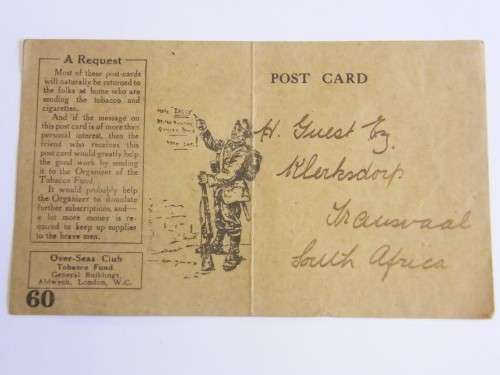 A Request
Most of these post-cards
will naturally be returned to
the folks at home who are
sending the tobacco and
cigarettes.
And if the message on
this post card is of more than
personal interest, then the
friend who receives this
post card would greatly help
the good work by sending
it to the Organizer of the
Tobacco Fund.
It would probably help
the Organizer to stimulate
further subscriptions, and—
a lot more money is re-
quired to keep up supplies
to the brave men.
Over-Seas Club
Tobacco Fund
General Buildings,
Aldwych, London, W.C.
60
POST CARD
H. Guest Esq.
Klerksdorp
Transvaal
South Africa